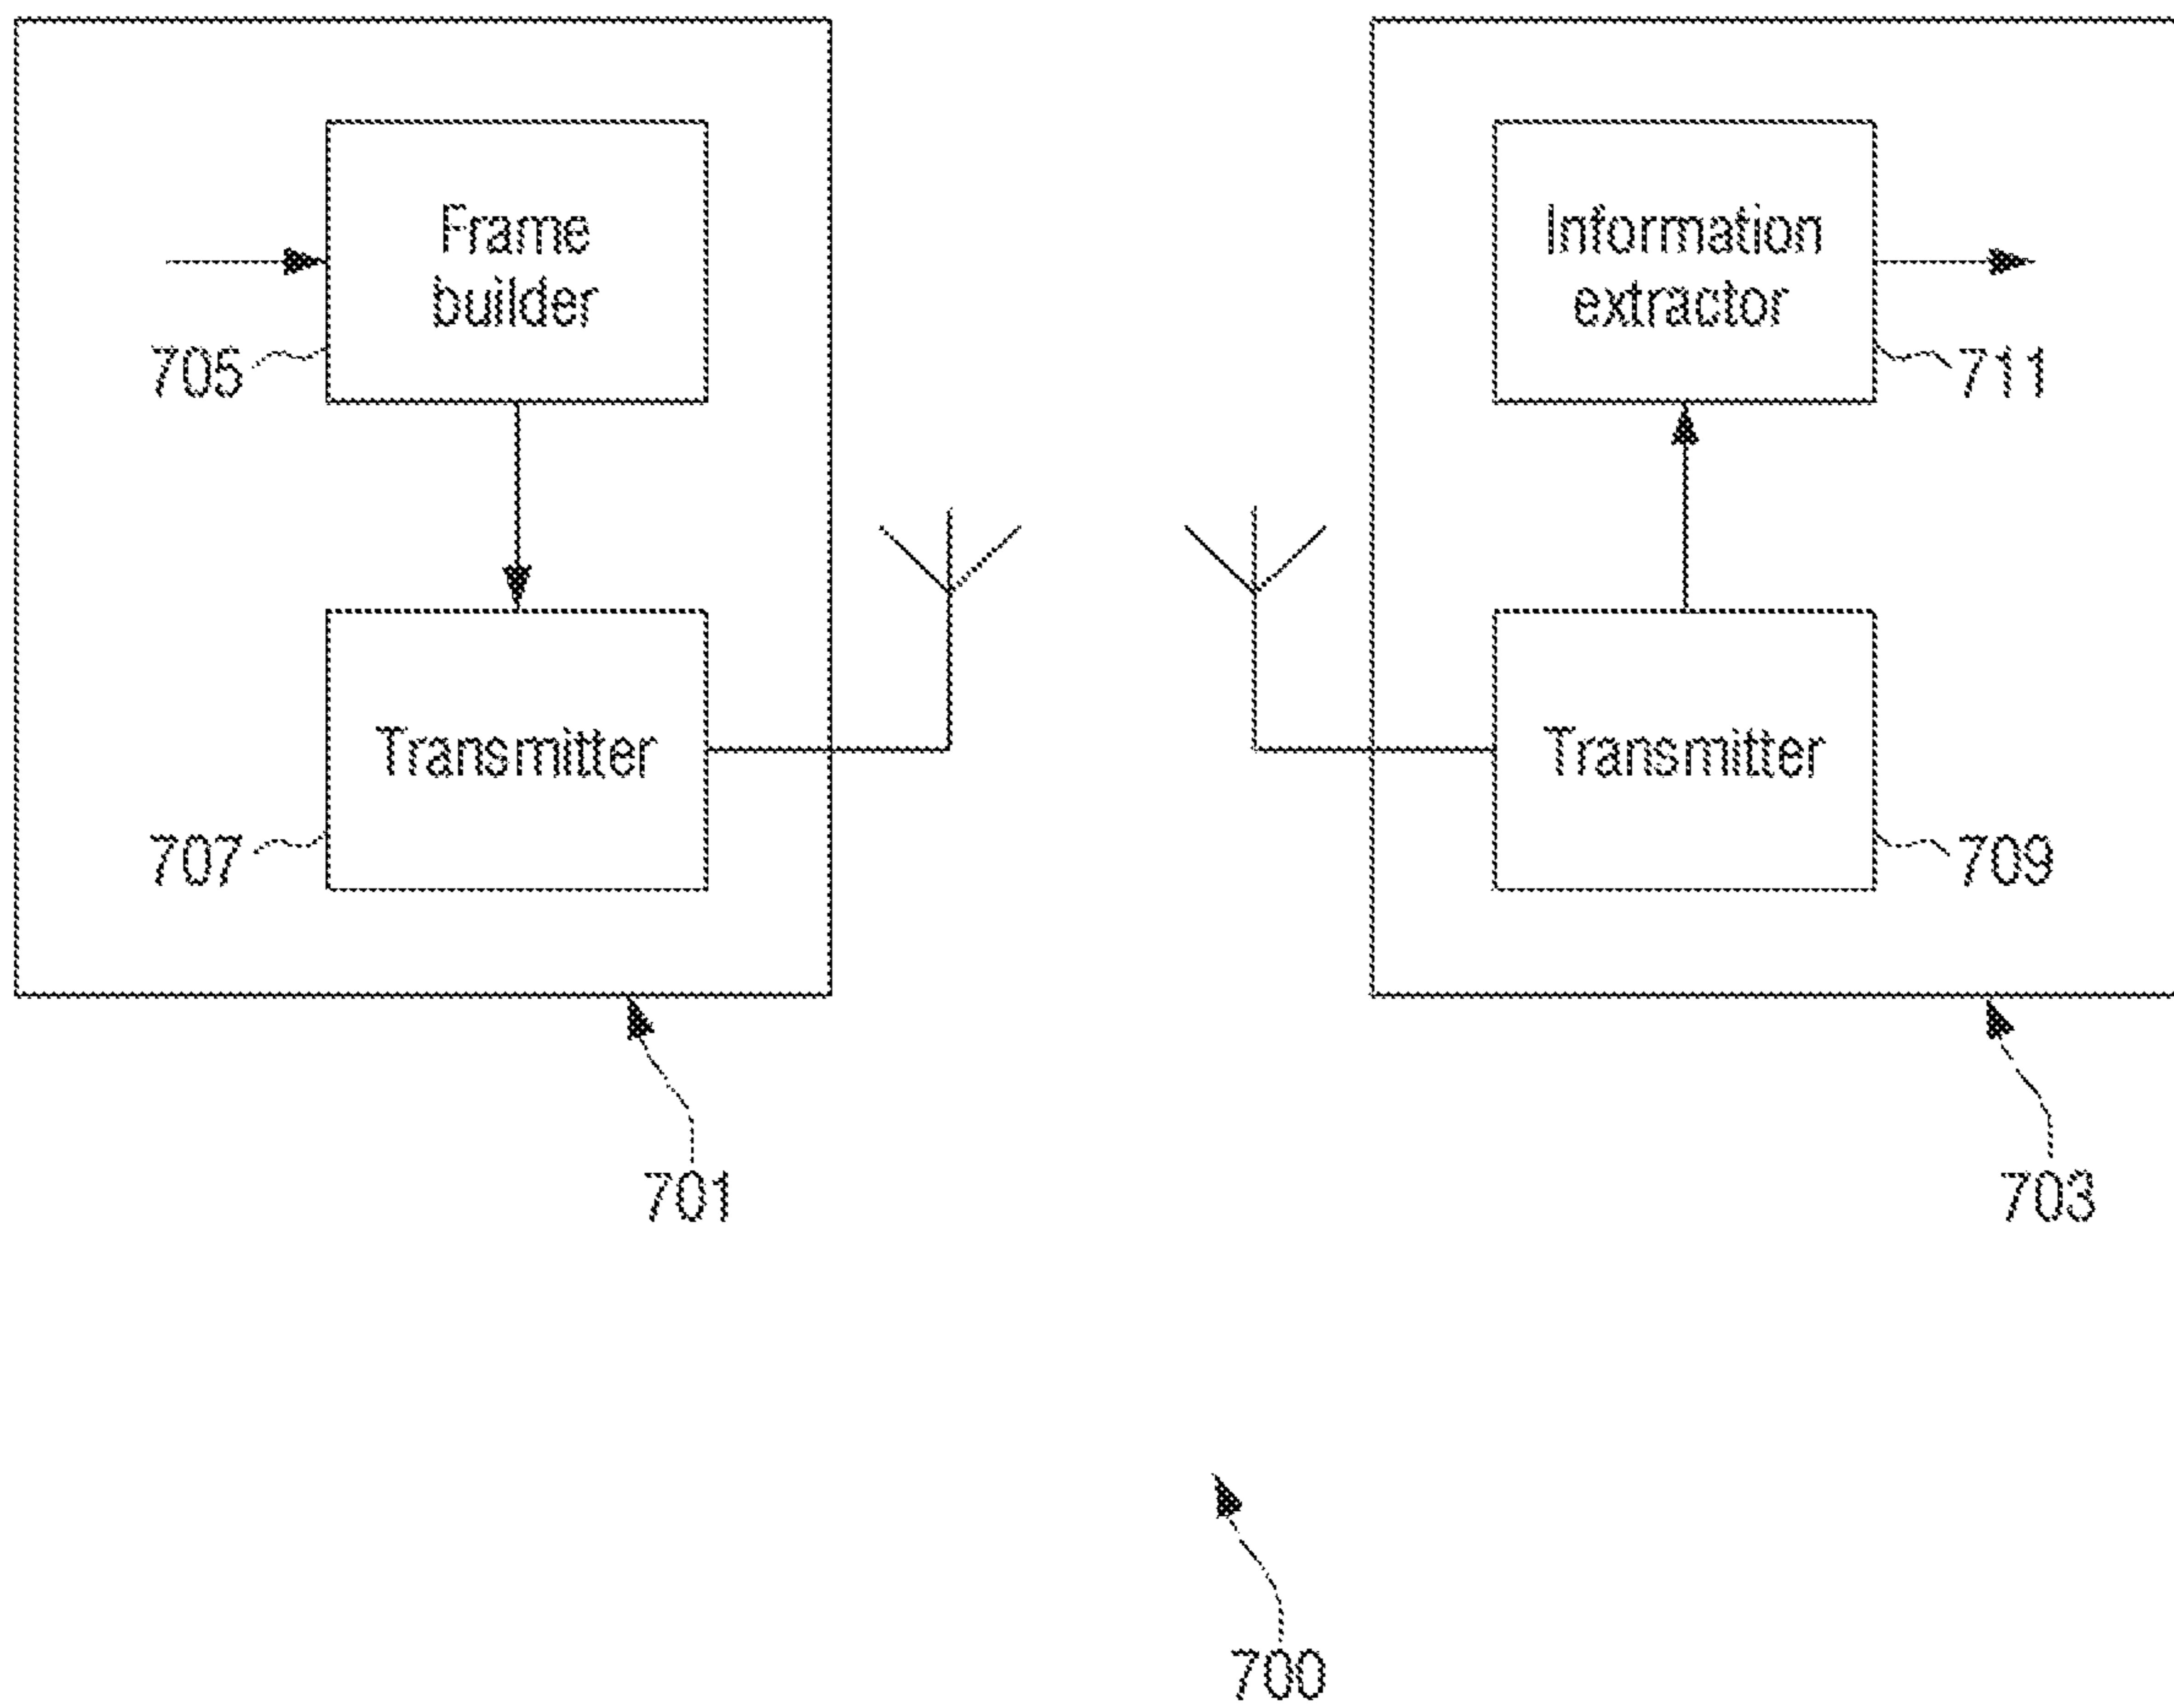 Frame
builder
705
Transmitter
707
701
Information
extractor
711
Transmitter
709
703
700